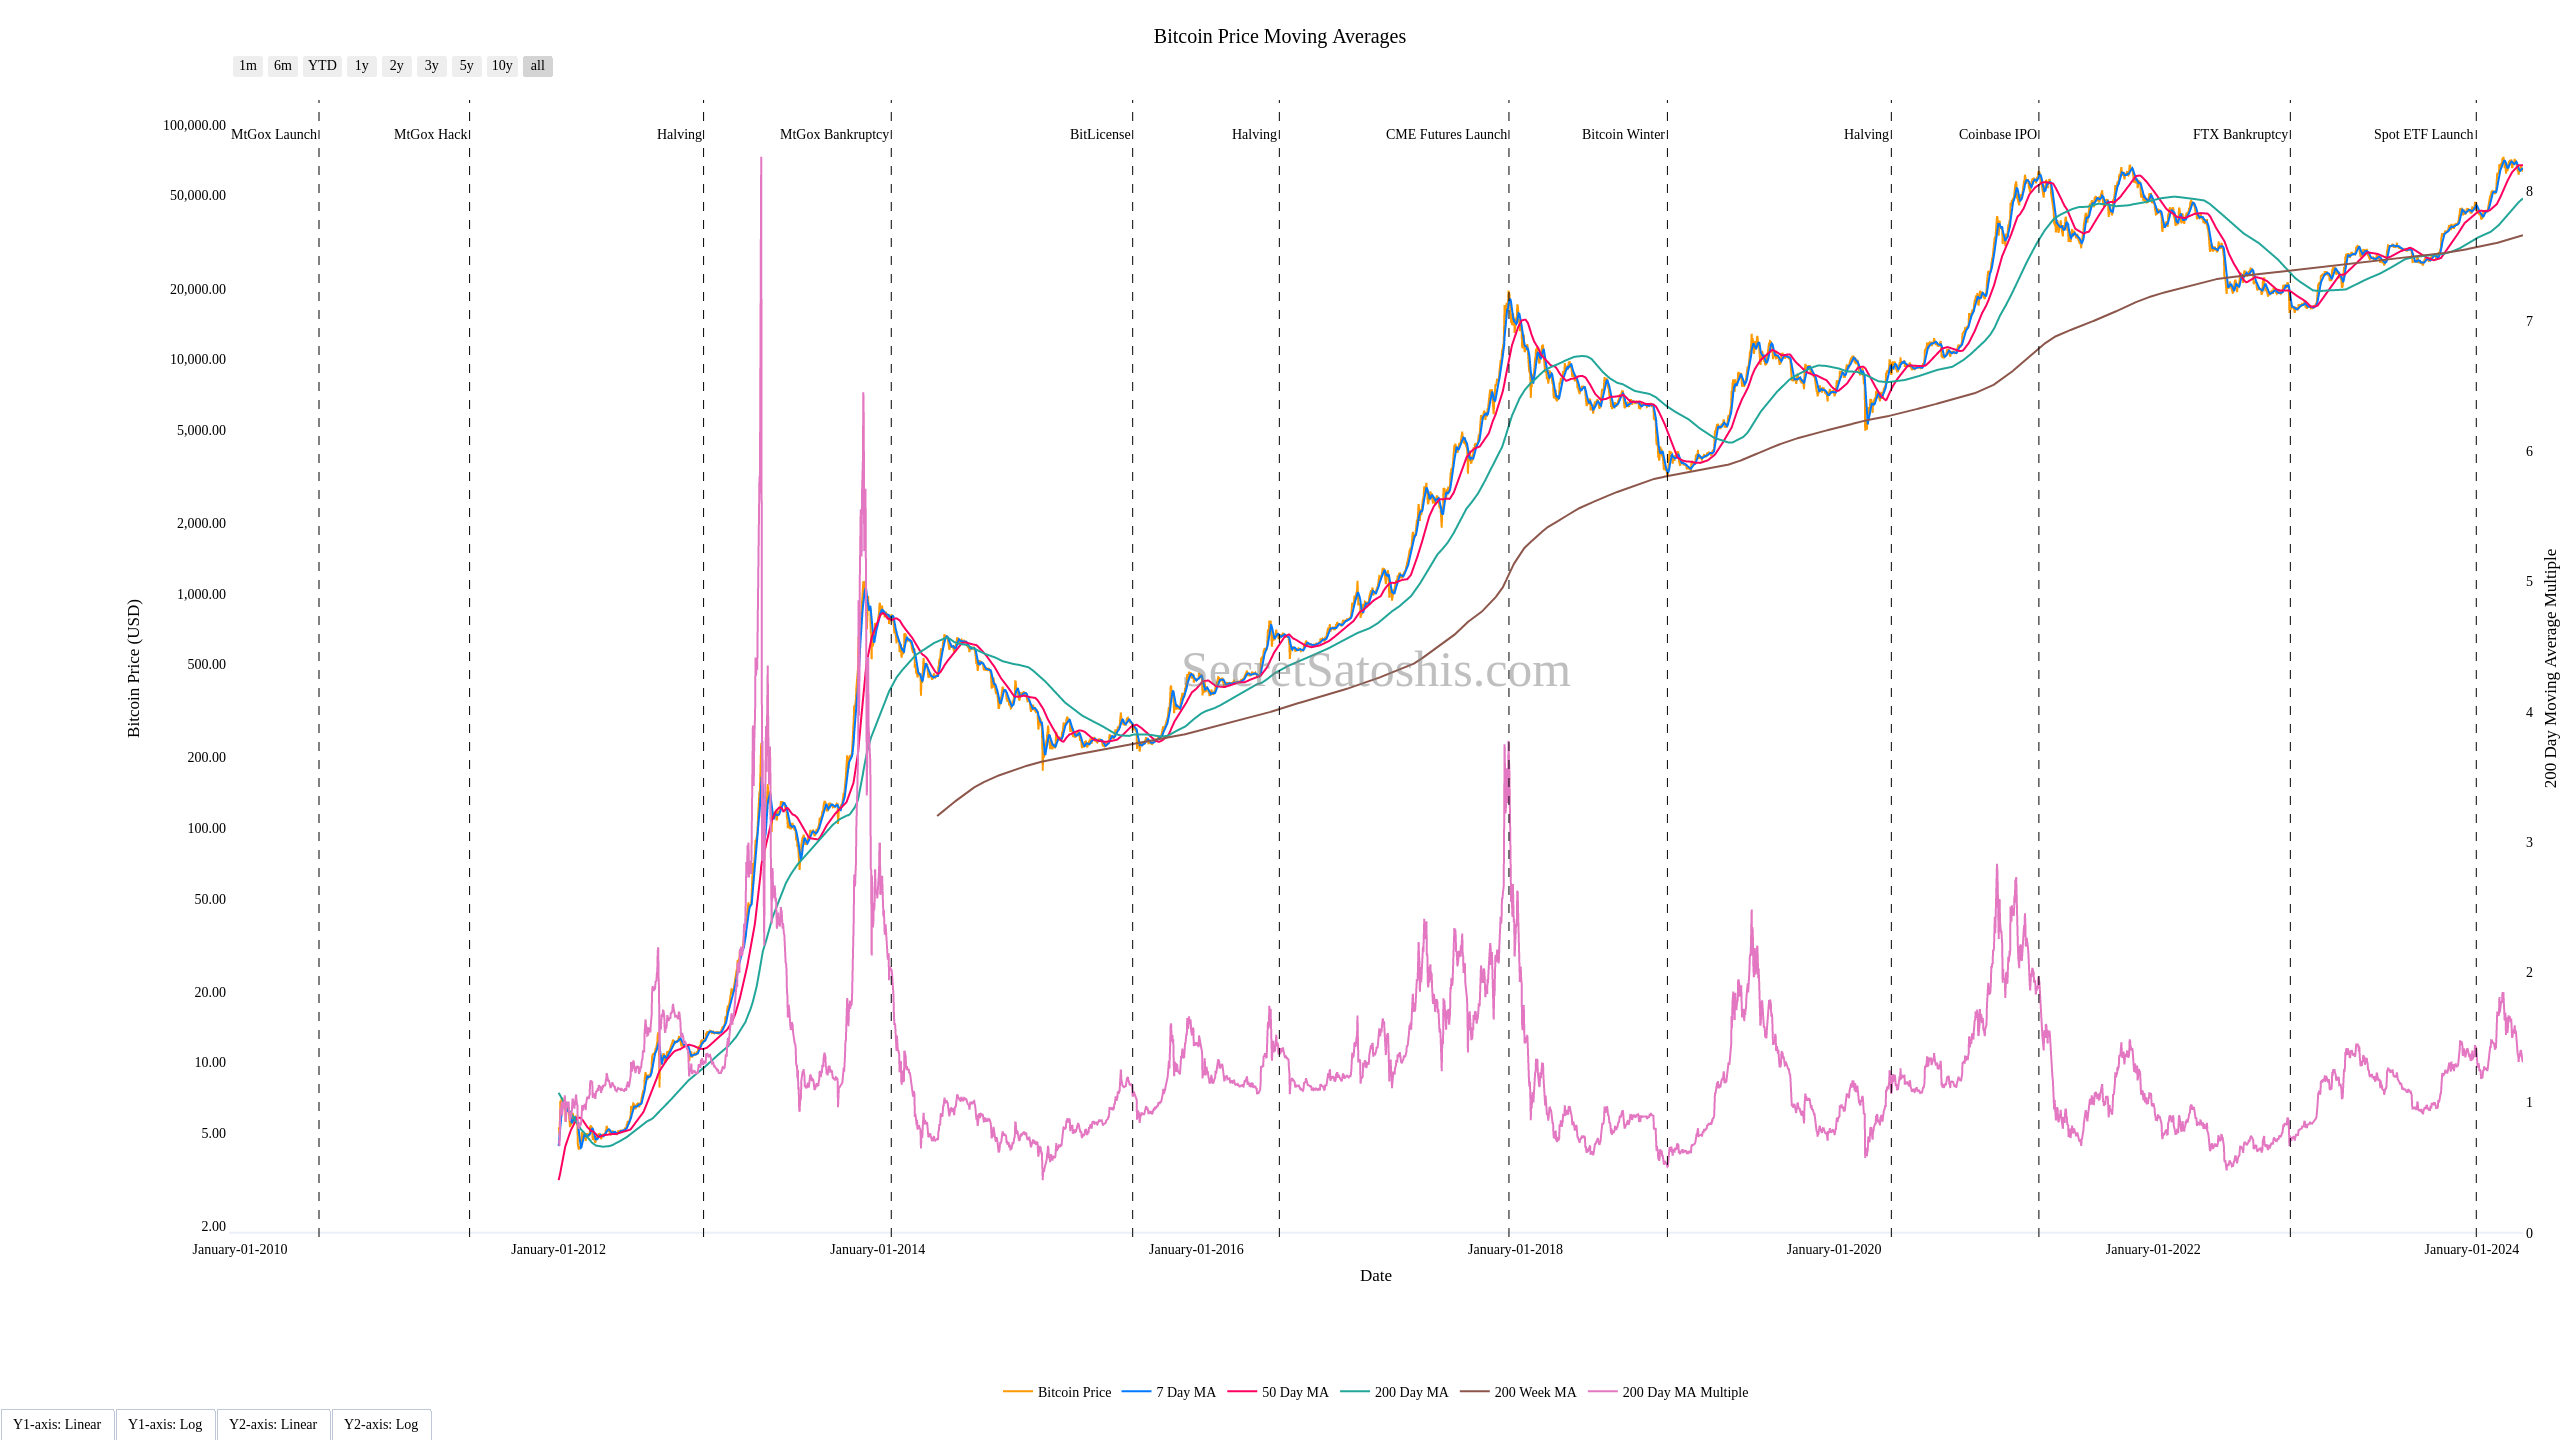 Bitcoin Price Moving Averages
1m 6m YTD 1y 2y 3y 5y 10y all
MtGox Launch MtGox Hack Halving MtGox Bankruptcy BitLicense Halving CME Futures Launch Bitcoin Winter Halving Coinbase IPO FTX Bankruptcy Spot ETF Launch
100,000.00
50,000.00
20,000.00
10,000.00
5,000.00
2,000.00
1,000.00
500.00
200.00
100.00
50.00
20.00
10.00
5.00
2.00
Bitcoin Price (USD)
SecretSatoshis.com
8
7
6
5
4
3
2
1
0
200 Day Moving Average Multiple
January-01-2010 January-01-2012 January-01-2014 January-01-2016 January-01-2018 January-01-2020 January-01-2022 January-01-2024
Date
Bitcoin Price 7 Day MA 50 Day MA 200 Day MA 200 Week MA 200 Day MA Multiple
Y1-axis: Linear Y1-axis: Log Y2-axis: Linear Y2-axis: Log